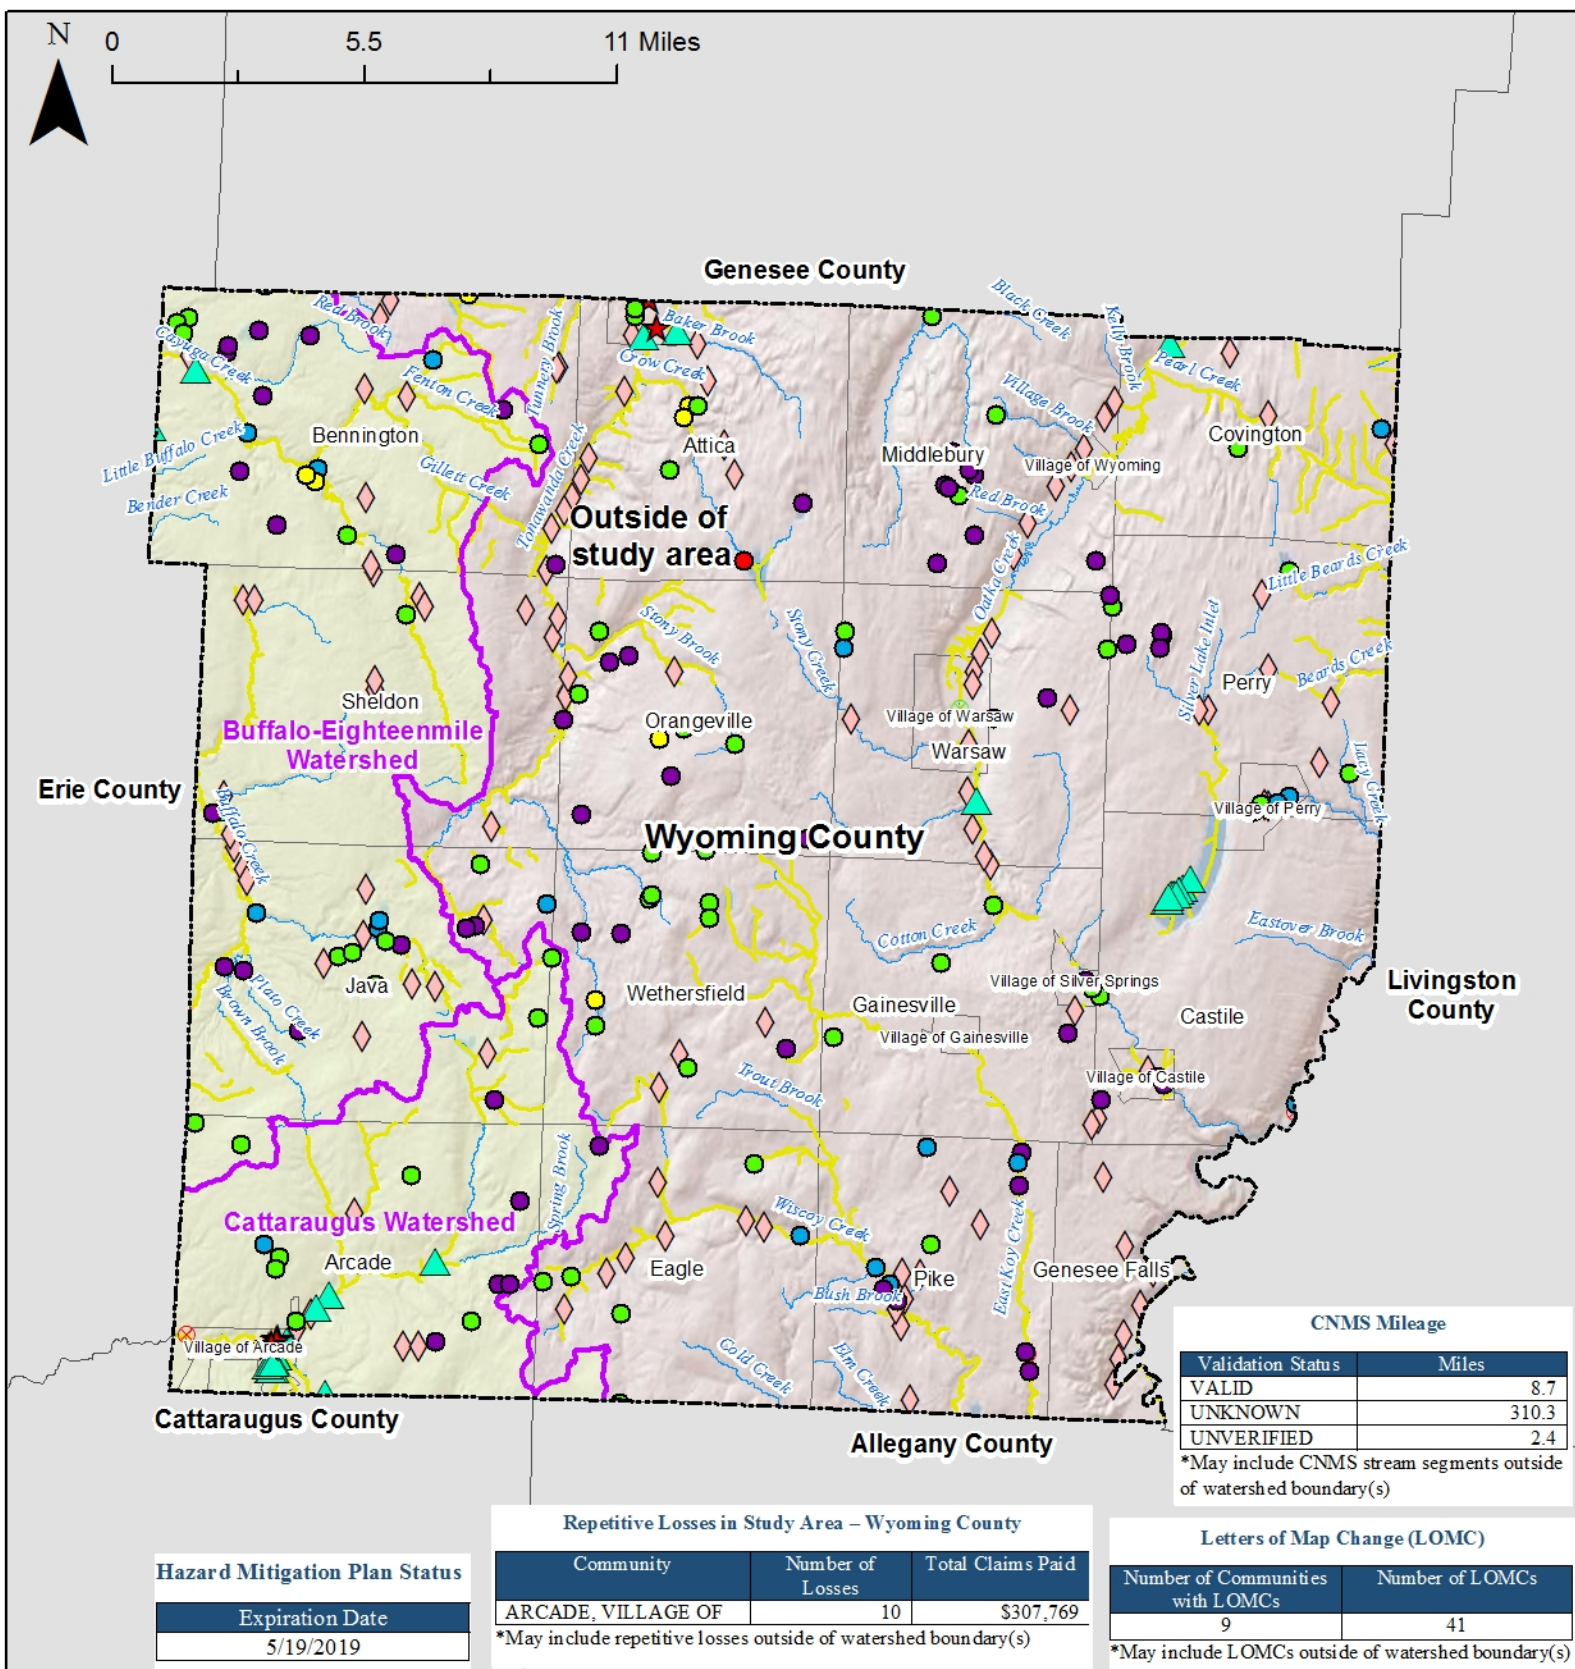 N
0 5.5 11 Miles
Genesee County
Black Creek
Red Brook
Baker Brook
Kelly Brook
Cayuga Creek
Tunnery Brook
Crow Creek
Pearl Creek
Fenton Creek
Village Brook
Bennington
Attica
Middlebury
Covington
Little Buffalo Creek
Village of Wyoming
Gillett Creek
Bender Creek
Red Brook
Tonawanda Creek
Outside of
study area
Oatka Creek
Little Beards Creek
Stony Brook
Stony Creek
Silver Lake Inlet
Beards Creek
Perry
Sheldon
Orangeville
Village of Warsaw
Buffalo-Eighteenmile
Watershed
Warsaw
Lacy Creek
Erie County
Buffalo Creek
Village of Perry
Wyoming County
Cotton Creek
Eastover Brook
Plato Creek
Java
Brown Brook
Wethersfield
Village of Silver Springs
Gainesville
Livingston
County
Castile
Village of Gainesville
Trout Brook
Village of Castile
Spring Brook
Cattaraugus Watershed
Wiscoy Creek
East Koy Creek
Arcade
Eagle
Pike
Genesee Falls
Bush Brook
Village of Arcade
Cold Creek
Elm Creek
Cattaraugus County
Allegany County
CNMS Mileage
Validation Status Miles
VALID 8.7
UNKNOWN 310.3
UNVERIFIED 2.4
*May include CNMS stream segments outside
of watershed boundary(s)
Hazard Mitigation Plan Status
Expiration Date
5/19/2019
Repetitive Losses in Study Area – Wyoming County
Community Number of Losses Total Claims Paid
ARCADE, VILLAGE OF 10 $307,769
*May include repetitive losses outside of watershed boundary(s)
Letters of Map Change (LOMC)
Number of Communities with LOMCs Number of LOMCs
9 41
*May include LOMCs outside of watershed boundary(s)